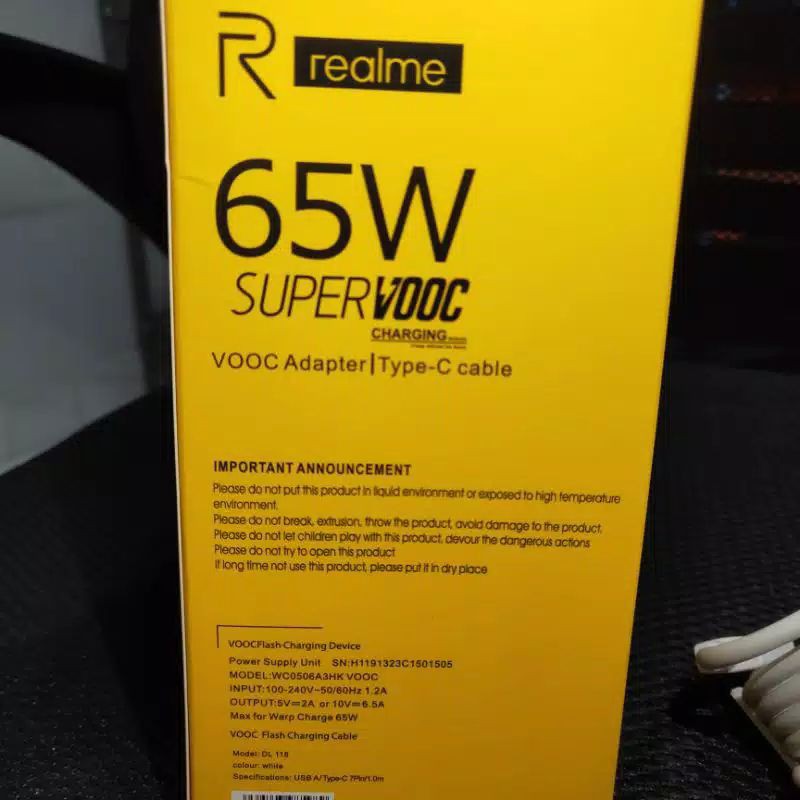 R realme
65W
SUPERVOOC
CHARGING
VOOC Adapter|Type-C cable
IMPORTANT ANNOUNCEMENT
Please do not put this product in liquid environment or exposed to high temperature
environment.
Please do not break, extrusion, throw the product, avoid damage to the product.
Please do not let children play with this product, devour the dangerous actions
Please do not try to open this product
If long time not use this product, please put it in dry place
VOOCFlash Charging Device
Power Supply Unit SN:H1191323C1501505
MODEL:WC0506A3HK VOOC
INPUT:100-240V~50/60Hz 1.2A
OUTPUT:5V⎓2A or 10V⎓6.5A
Max for Warp Charge 65W
VOOC Flash Charging Cable
Model: DL 118
colour: white
Specifications: USB A/Type-C 7Pin/1.0m